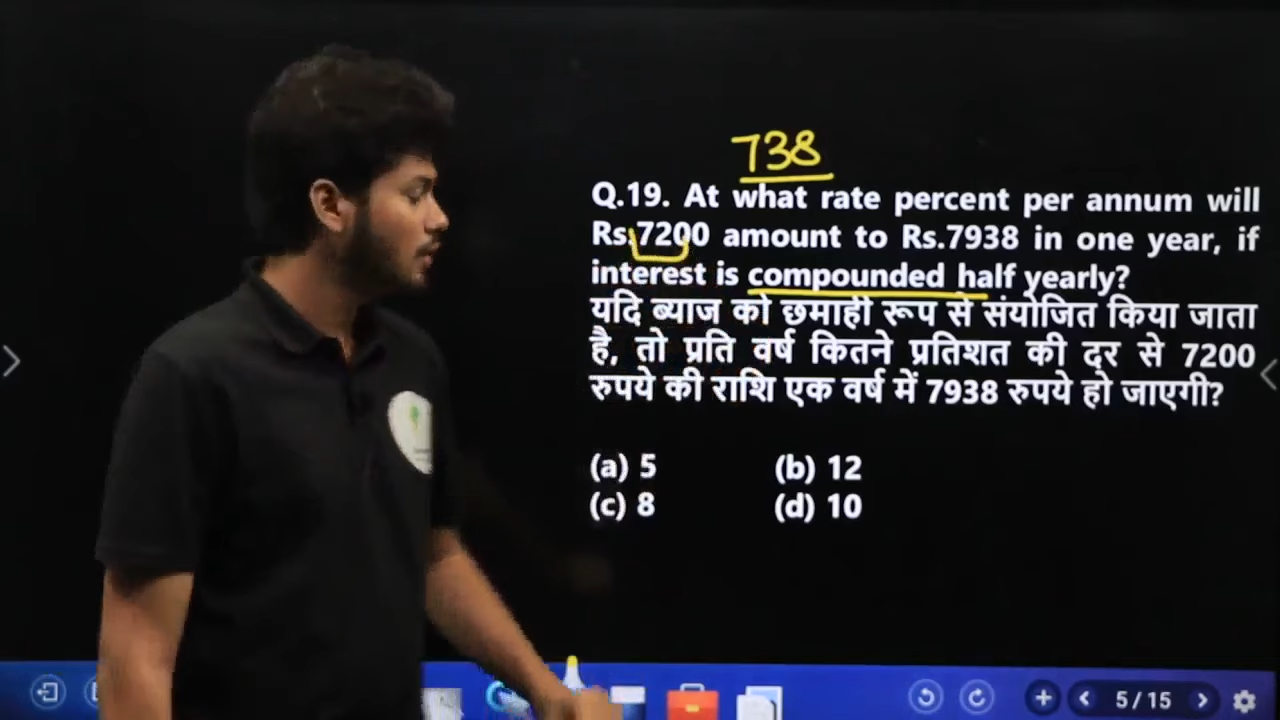 738
Q.19. At what rate percent per annum will
Rs.7200 amount to Rs.7938 in one year, if
interest is compounded half yearly?
यदि ब्याज को छमाही रूप से संयोजित किया जाता
है, तो प्रति वर्ष कितने प्रतिशत की दर से 7200
रुपये की राशि एक वर्ष में 7938 रुपये हो जाएगी?
(a) 5 (b) 12
(c) 8 (d) 10
5 / 15